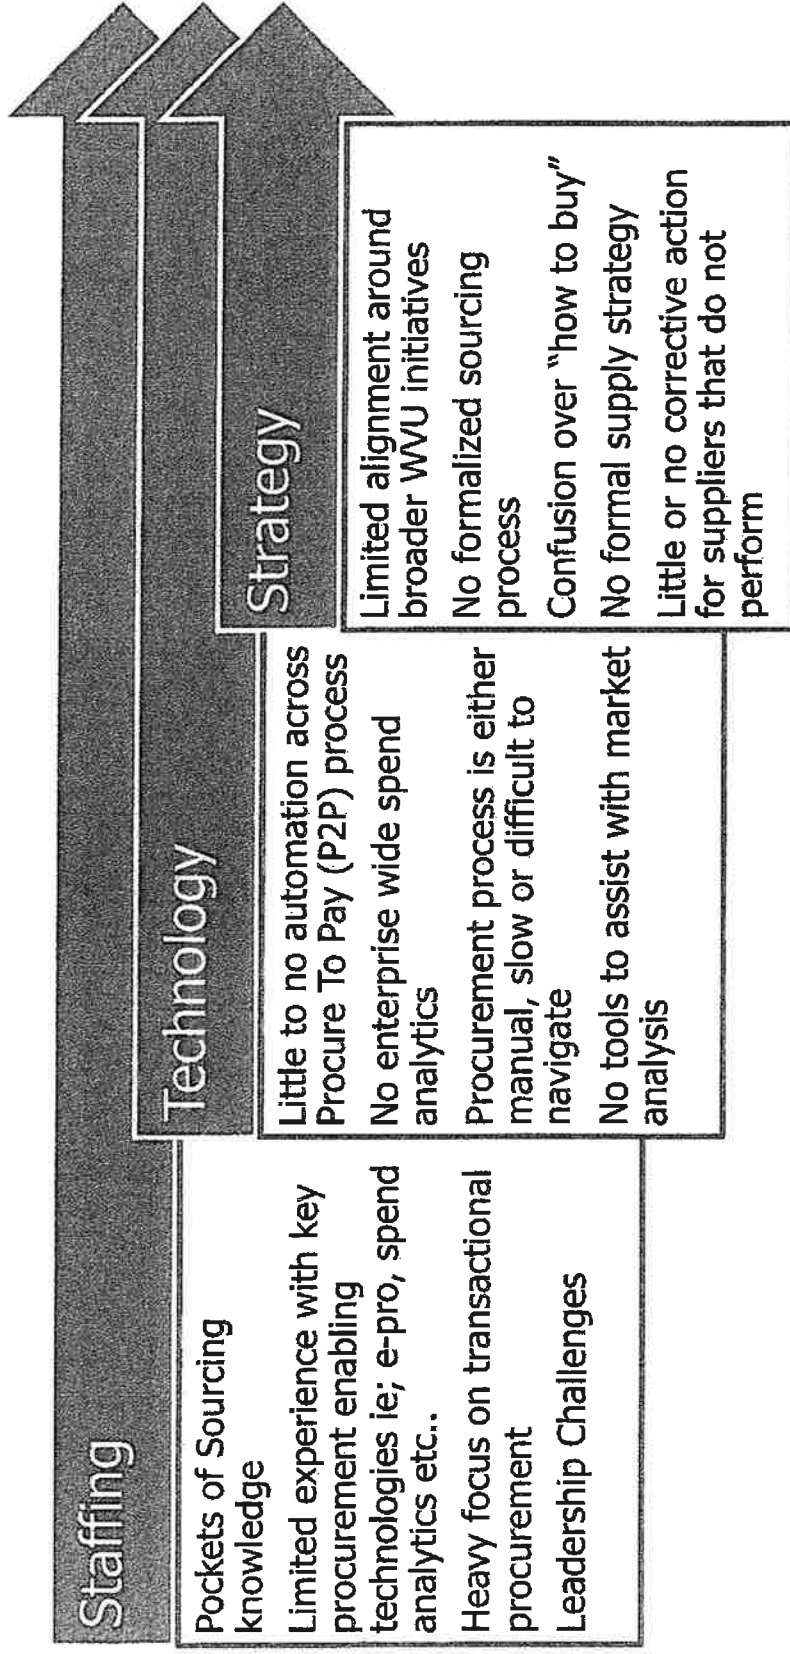 Staffing
Pockets of Sourcing
knowledge
Limited experience with key
procurement enabling
technologies ie; e-pro, spend
analytics etc..
Heavy focus on transactional
procurement
Leadership Challenges
Technology
Little to no automation across
Procure To Pay (P2P) process
No enterprise wide spend
analytics
Procurement process is either
manual, slow or difficult to
navigate
No tools to assist with market
analysis
Strategy
Limited alignment around
broader WVU initiatives
No formalized sourcing
process
Confusion over "how to buy"
No formal supply strategy
Little or no corrective action
for suppliers that do not
perform